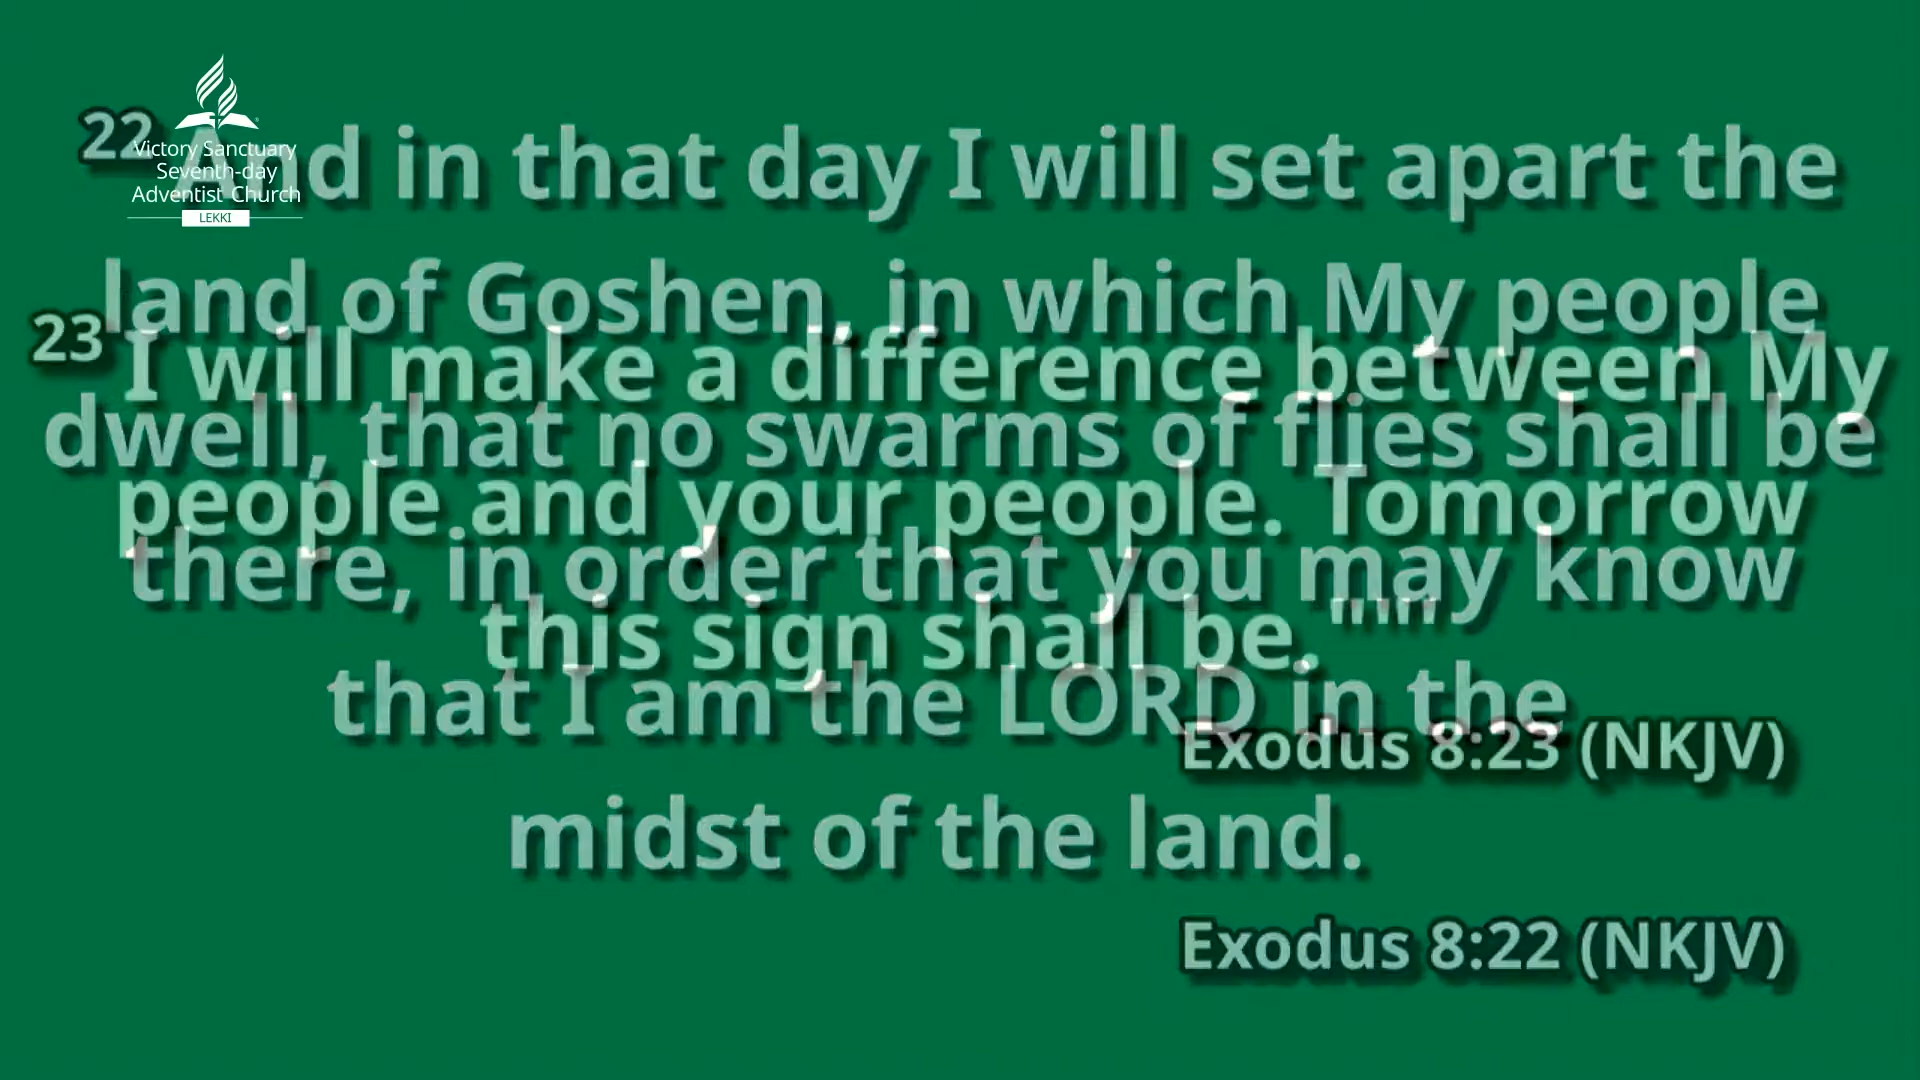 Victory Sanctuary
Seventh-day
Adventist Church
LEKKI
22 And in that day I will set apart the
land of Goshen, in which My people
dwell, that no swarms of flies shall be
there, in order that you may know
that I am the LORD in the
midst of the land.
Exodus 8:22 (NKJV)
23 I will make a difference between My
people and your people. Tomorrow
this sign shall be."'"
Exodus 8:23 (NKJV)